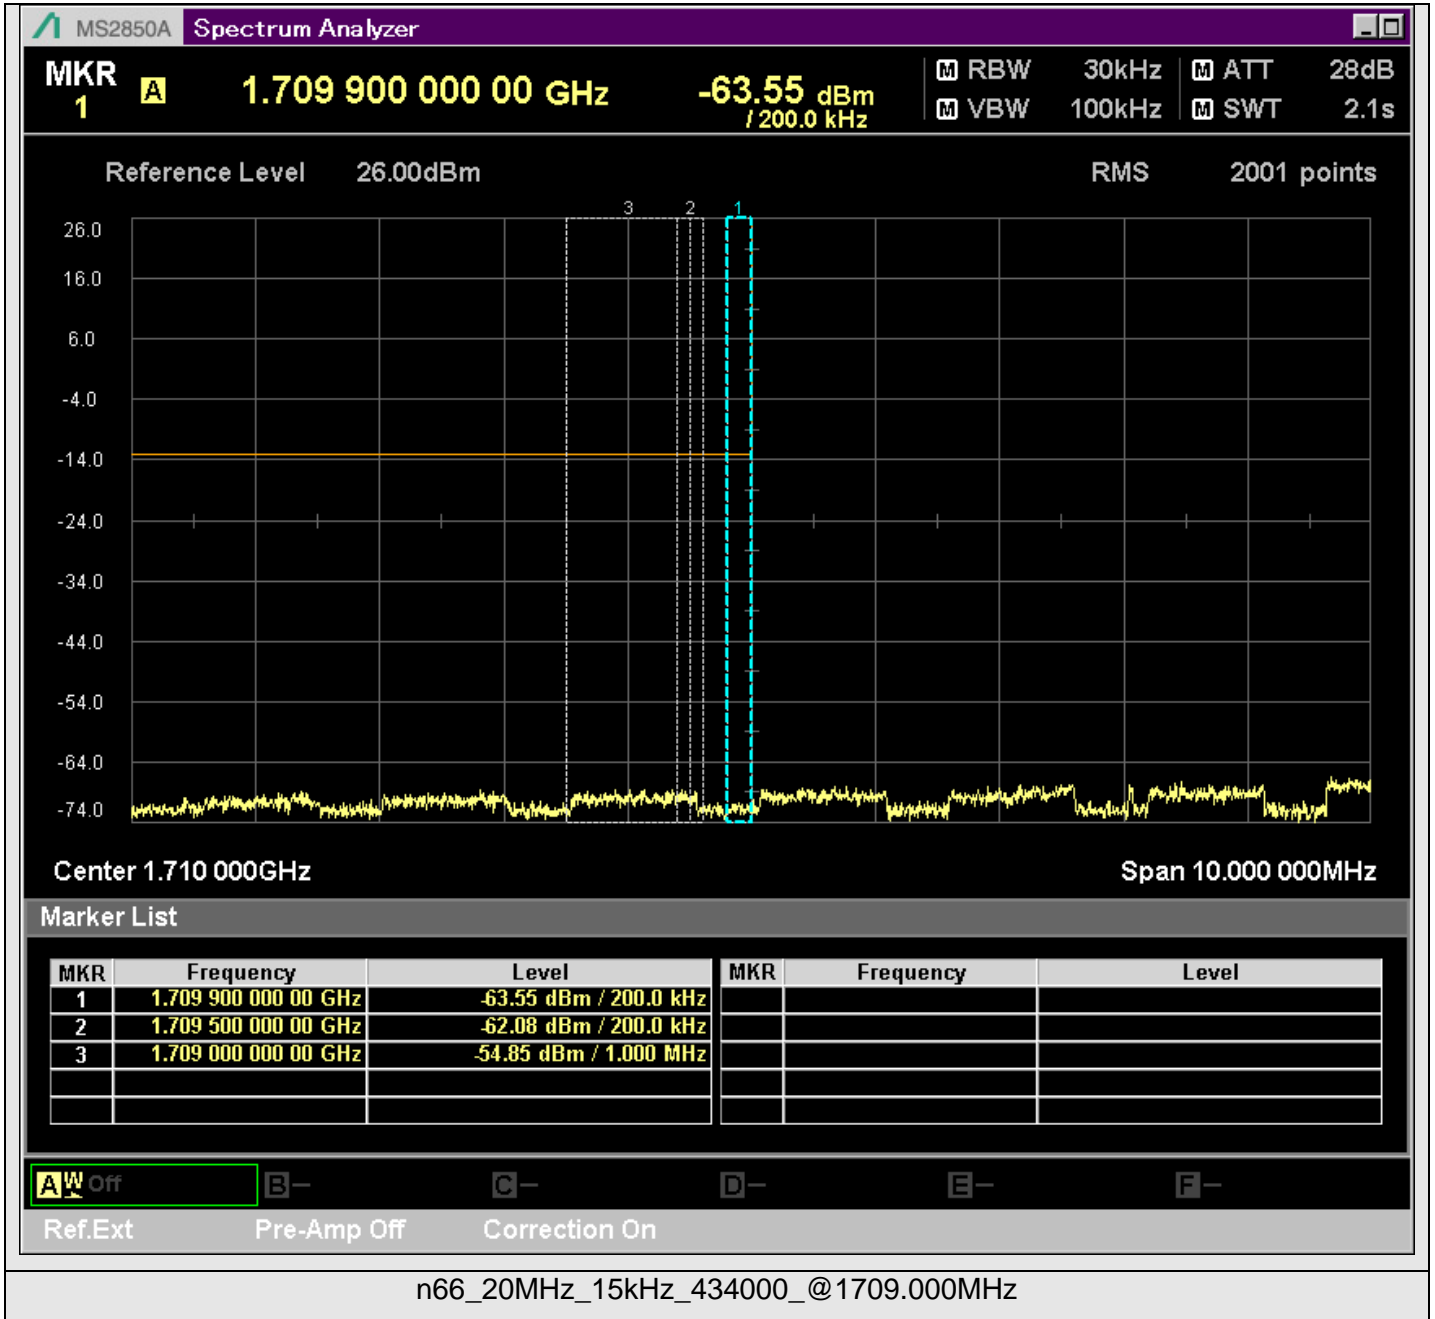 MS2850A Spectrum Analyzer
MKR 1 A 1.709 900 000 00 GHz -63.55 dBm / 200.0 kHz
M RBW 30kHz M ATT 28dB
M VBW 100kHz M SWT 2.1s
Reference Level 26.00dBm RMS 2001 points
3 2 1
26.0
16.0
6.0
-4.0
-14.0
-24.0
-34.0
-44.0
-54.0
-64.0
-74.0
Center 1.710 000GHz Span 10.000 000MHz
Marker List
MKR Frequency Level MKR Frequency Level
1 1.709 900 000 00 GHz -63.55 dBm / 200.0 kHz
2 1.709 500 000 00 GHz -62.08 dBm / 200.0 kHz
3 1.709 000 000 00 GHz -54.85 dBm / 1.000 MHz
A W Off B – C – D – E – F –
Ref.Ext Pre-Amp Off Correction On
n66_20MHz_15kHz_434000_@1709.000MHz